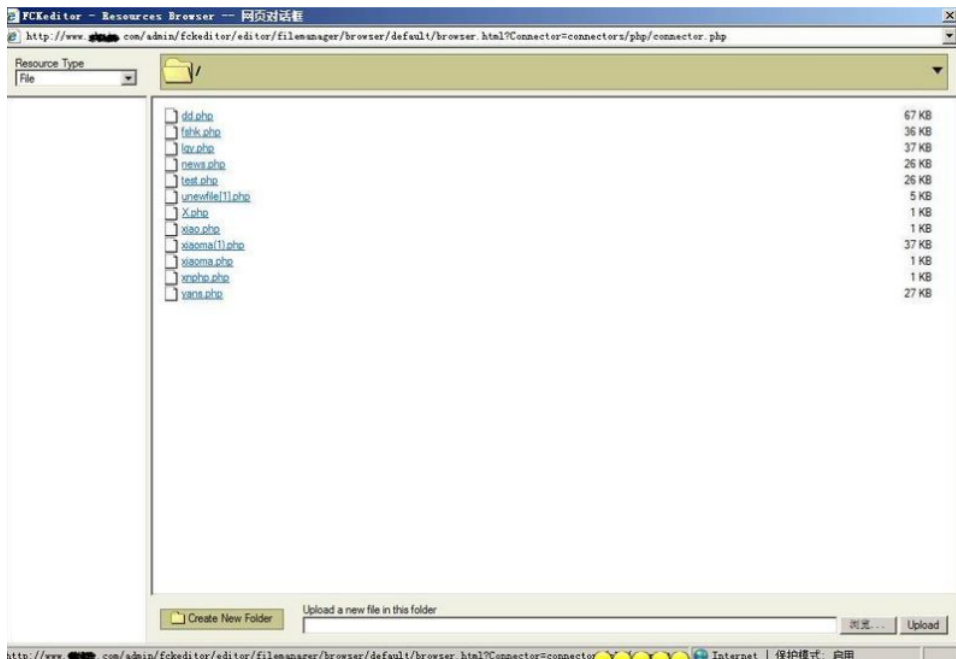 FCKeditor - Resources Browser -- 网页对话框
http://www. com/admin/fckeditor/editor/filemanager/browser/default/browser.html?Connector=connectors/php/connector.php
Resource Type
File
/
dd.php 67 KB
fshk.php 36 KB
lqy.php 37 KB
news.php 26 KB
test.php 26 KB
unewfile[1].php 5 KB
X.php 1 KB
xiao.php 1 KB
xiaoma(1).php 37 KB
xiaoma.php 1 KB
xnphp.php 1 KB
yans.php 27 KB
Create New Folder
Upload a new file in this folder
浏览... Upload
http://www. .com/admin/fckeditor/editor/filemanager/browser/default/browser.html?Connector=connector Internet | 保护模式: 启用